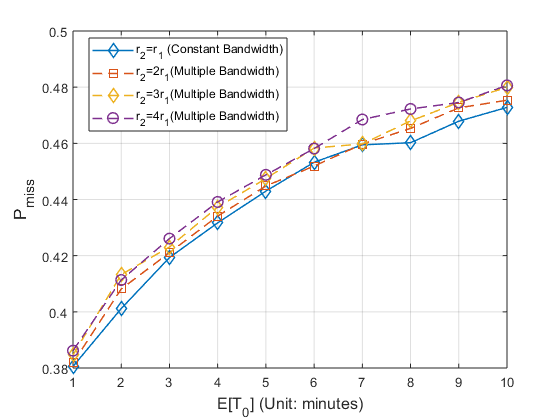 0.5
0.48
0.46
0.44
0.42
0.4
0.38
P_miss
r_2=r_1 (Constant Bandwidth)
r_2=2r_1(Multiple Bandwidth)
r_2=3r_1(Multiple Bandwidth)
r_2=4r_1(Multiple Bandwidth)
1 2 3 4 5 6 7 8 9 10
E[T_0] (Unit: minutes)